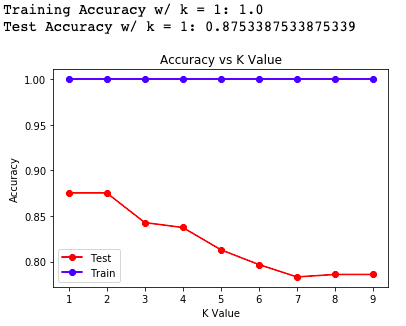 Training Accuracy w/ k = 1: 1.0
Test Accuracy w/ k = 1: 0.8753387533875339
Accuracy vs K Value
1.00
0.95
0.90
0.85
0.80
Accuracy
Test
Train
1 2 3 4 5 6 7 8 9
K Value